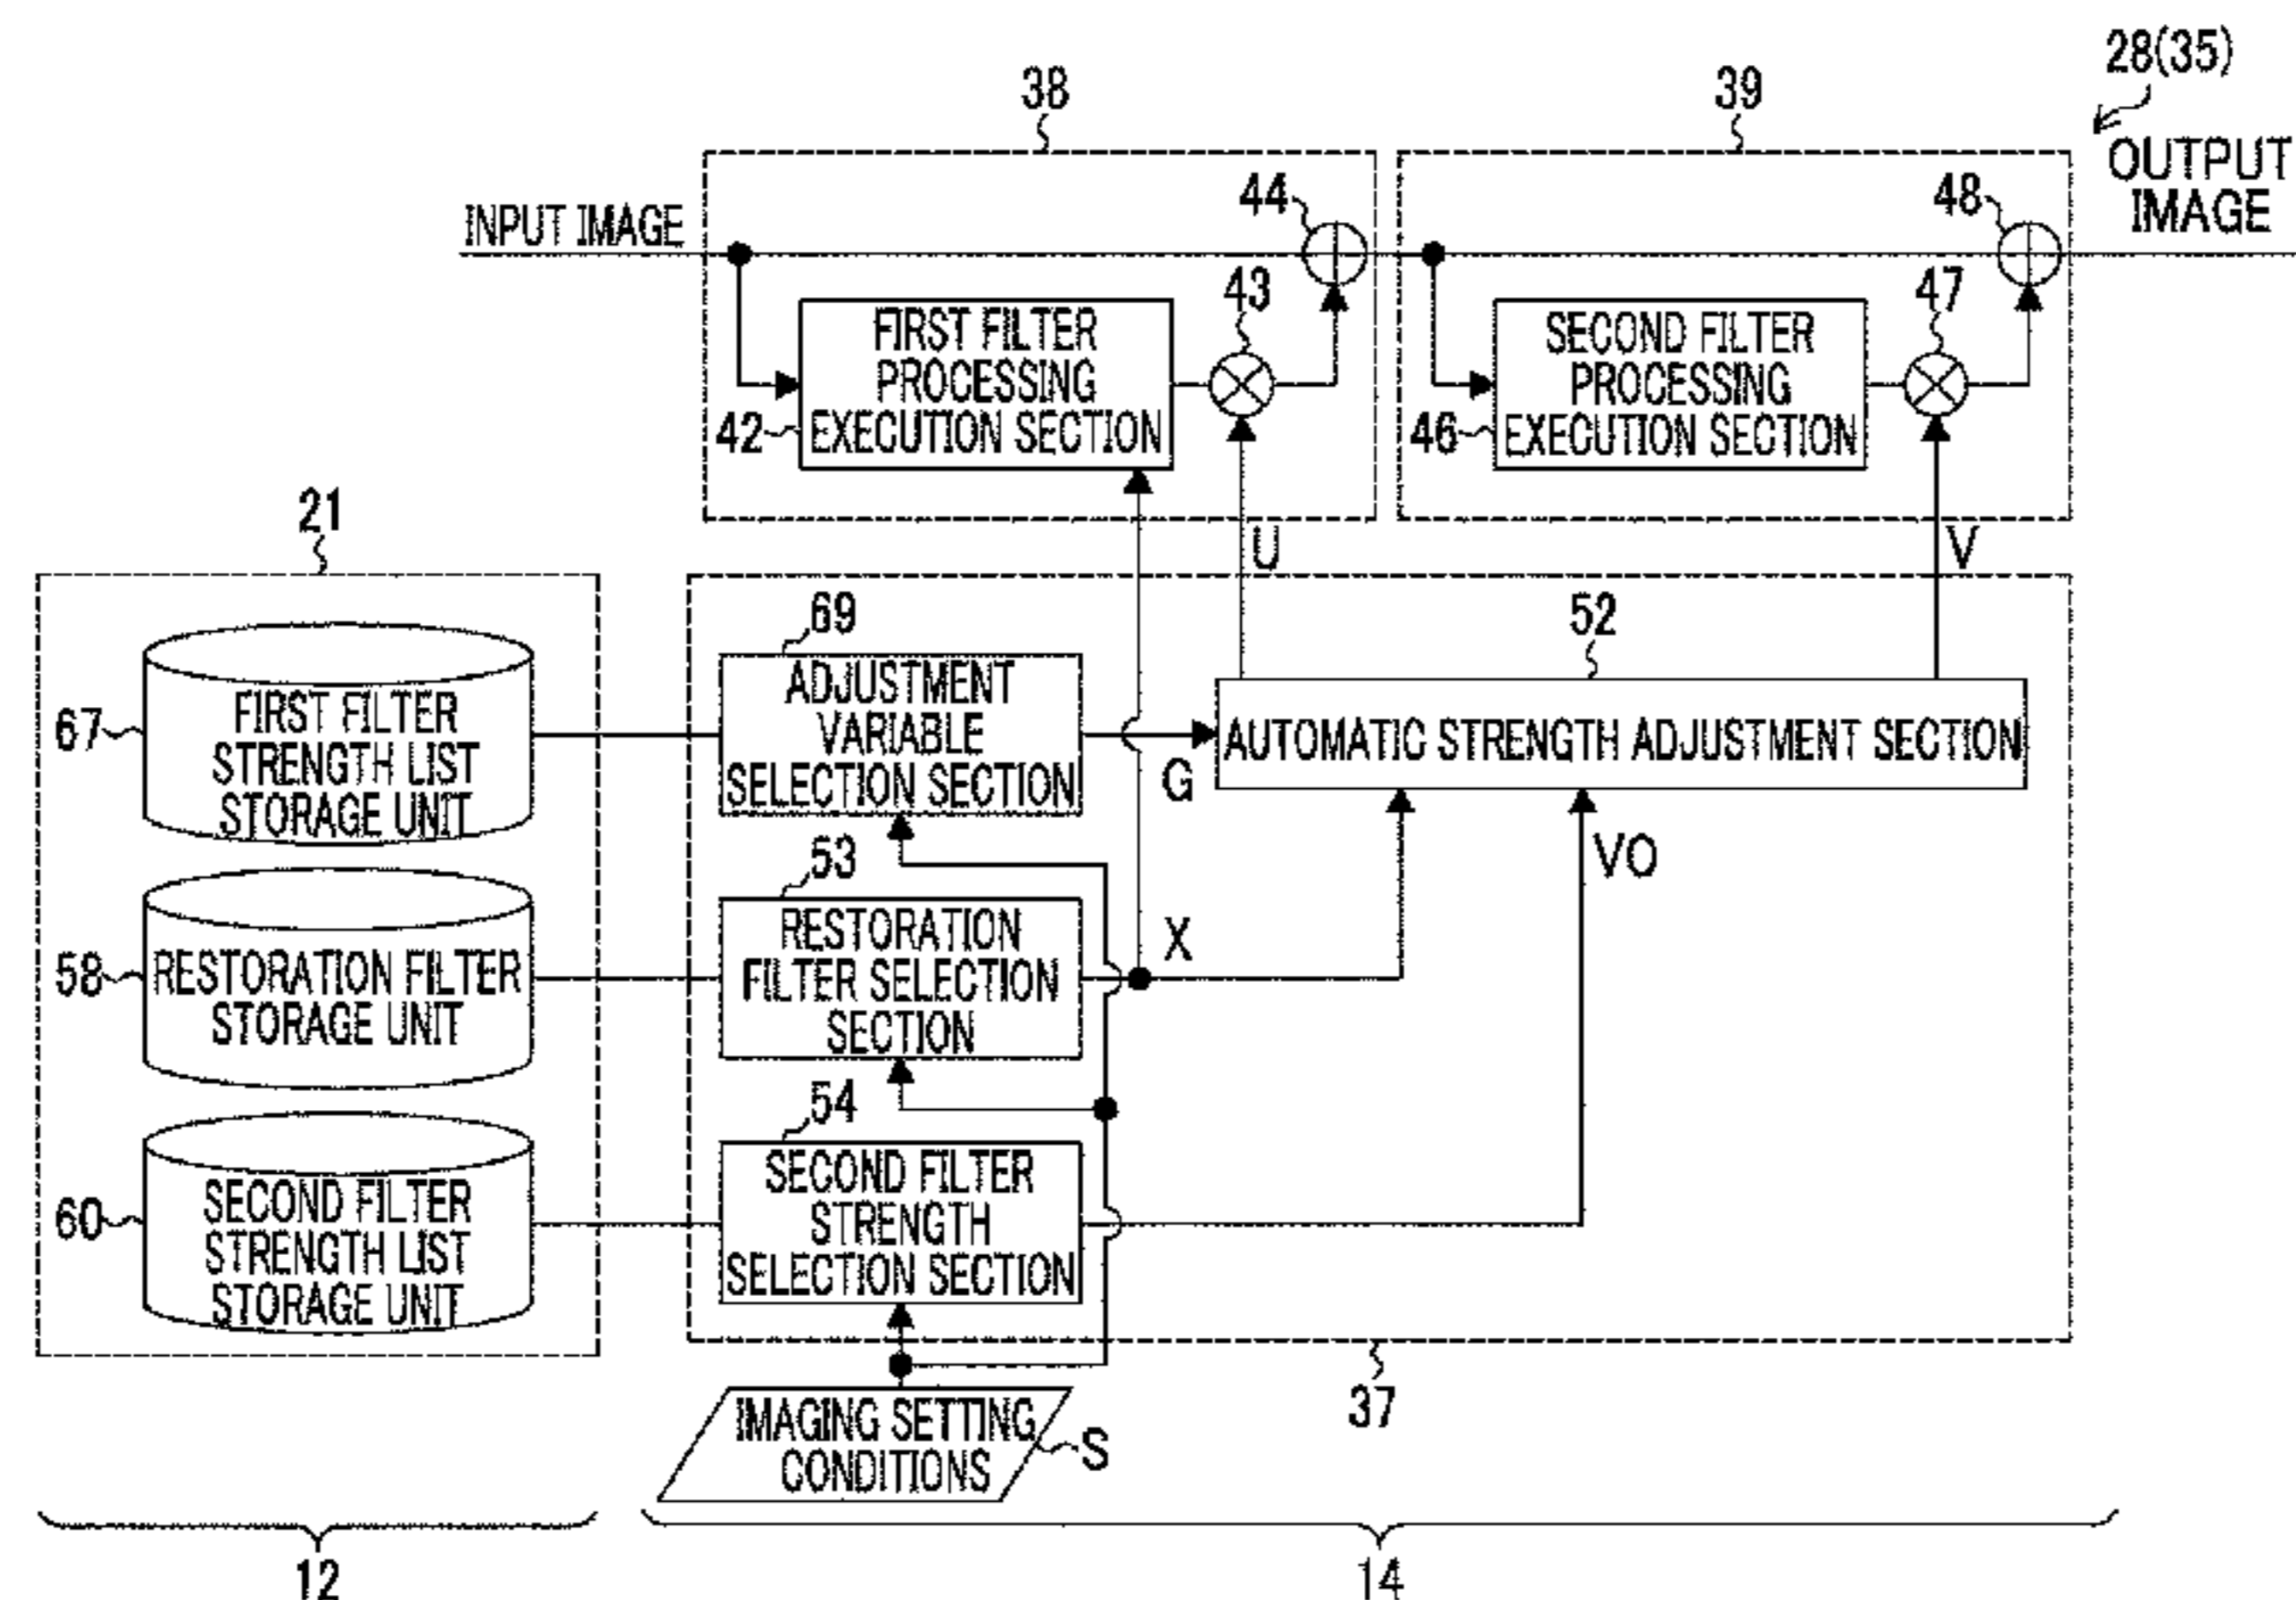 28(35)
38
39
OUTPUT
IMAGE
INPUT IMAGE
44
48
43
47
FIRST FILTER
PROCESSING
EXECUTION SECTION
42
SECOND FILTER
PROCESSING
EXECUTION SECTION
46
21
U
V
69
52
67
FIRST FILTER
STRENGTH LIST
STORAGE UNIT
ADJUSTMENT
VARIABLE
SELECTION SECTION
G
AUTOMATIC STRENGTH ADJUSTMENT SECTION
53
VO
58
RESTORATION FILTER
STORAGE UNIT
RESTORATION
FILTER SELECTION
SECTION
X
54
60
SECOND FILTER
STRENGTH LIST
STORAGE UNIT
SECOND FILTER
STRENGTH
SELECTION SECTION
37
IMAGING SETTING
CONDITIONS
S
12
14